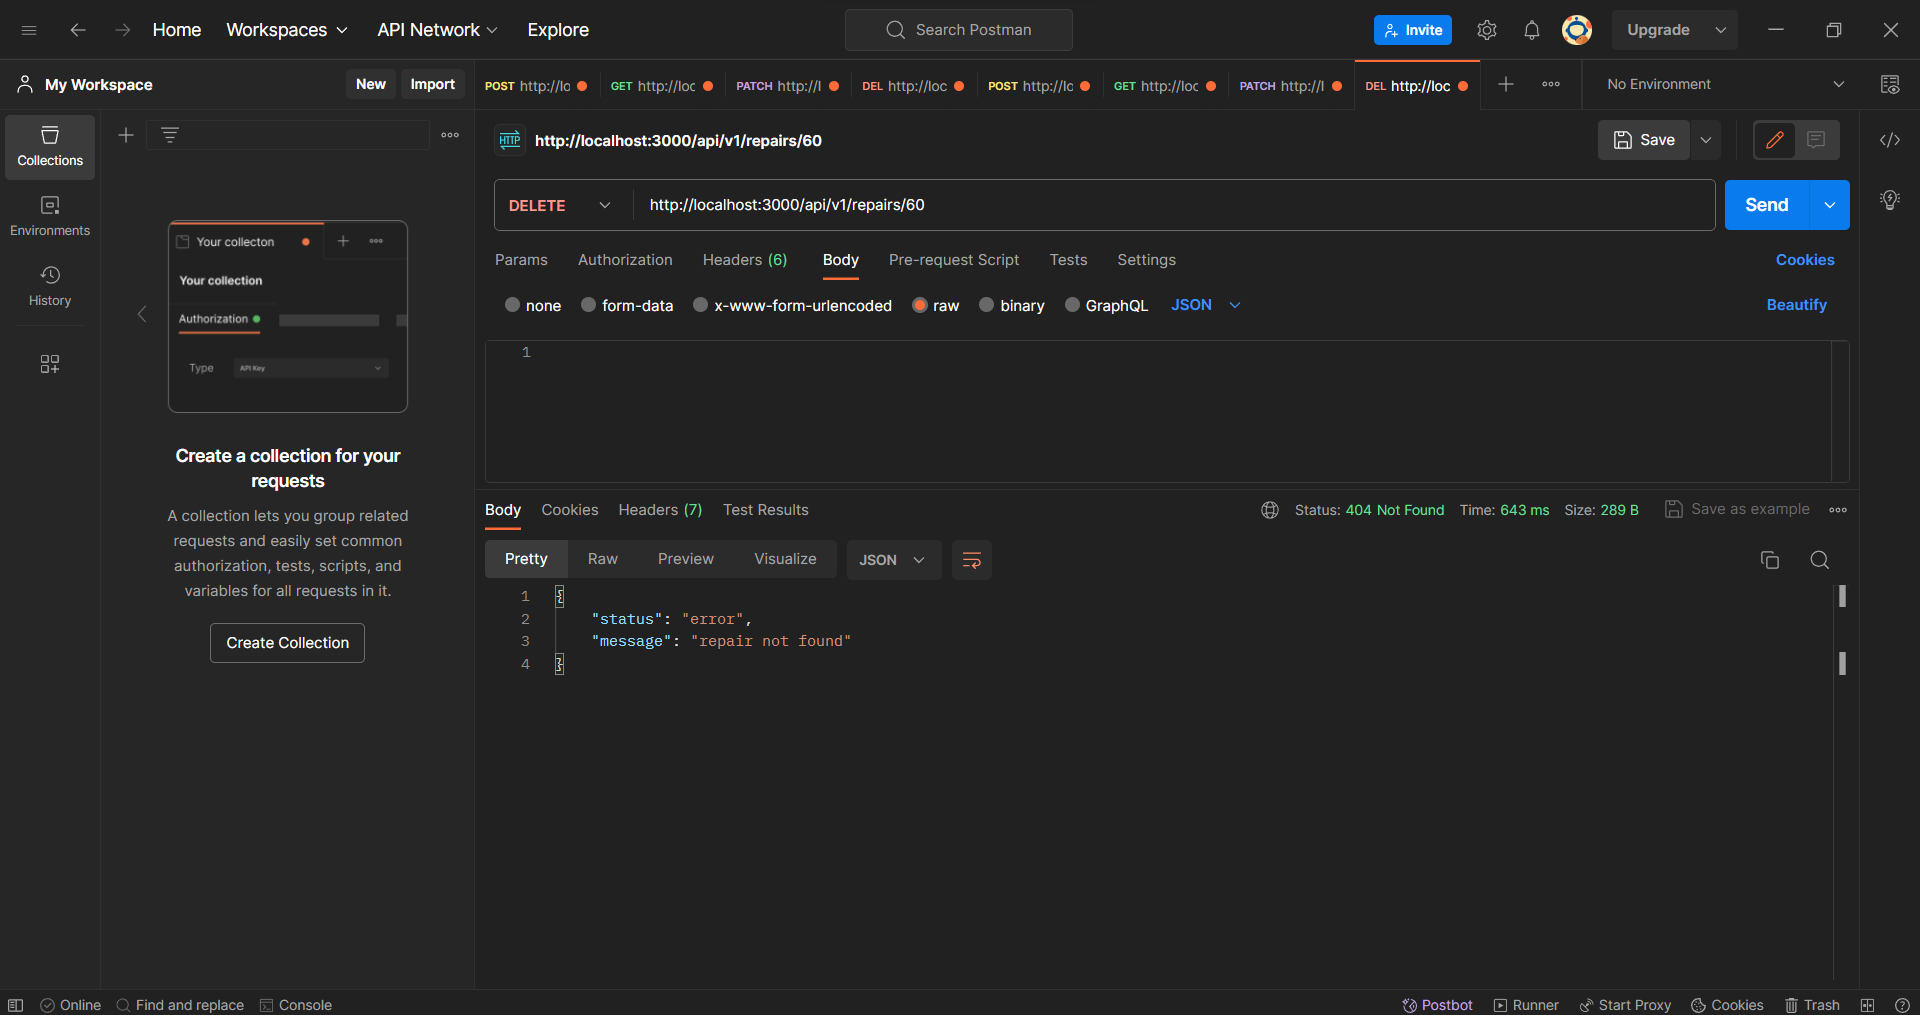 Home Workspaces API Network Explore Search Postman Invite Upgrade
My Workspace New Import POST http://lo GET http://loc PATCH http://l DEL http://loc POST http://lc GET http://loc PATCH http://l DEL http://loc No Environment
Collections
Environments
History
Your collecton
Your collection
Authorization
Type API Key
Create a collection for your
requests
A collection lets you group related
requests and easily set common
authorization, tests, scripts, and
variables for all requests in it.
Create Collection
HTTP http://localhost:3000/api/v1/repairs/60 Save
DELETE http://localhost:3000/api/v1/repairs/60 Send
Params Authorization Headers (6) Body Pre-request Script Tests Settings Cookies
none form-data x-www-form-urlencoded raw binary GraphQL JSON Beautify
1
Body Cookies Headers (7) Test Results Status: 404 Not Found Time: 643 ms Size: 289 B Save as example
Pretty Raw Preview Visualize JSON
1 {
2 "status": "error",
3 "message": "repair not found"
4 }
Online Find and replace Console Postbot Runner Start Proxy Cookies Trash